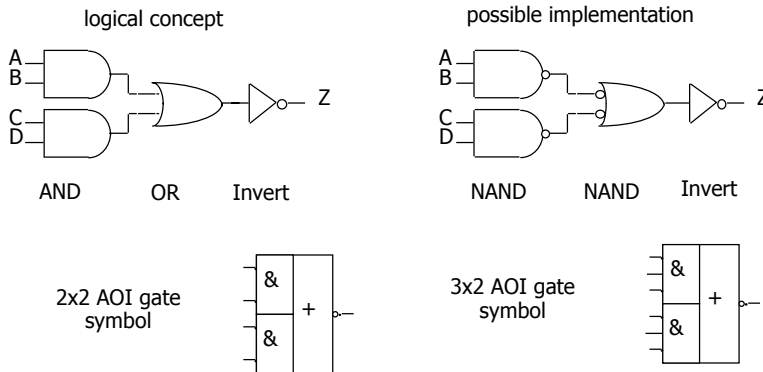 logical concept
possible implementation
A
B
C
D
Z
A
B
C
D
Z
AND OR Invert
NAND NAND Invert
2x2 AOI gate
symbol
&
&
+
3x2 AOI gate
symbol
&
&
+